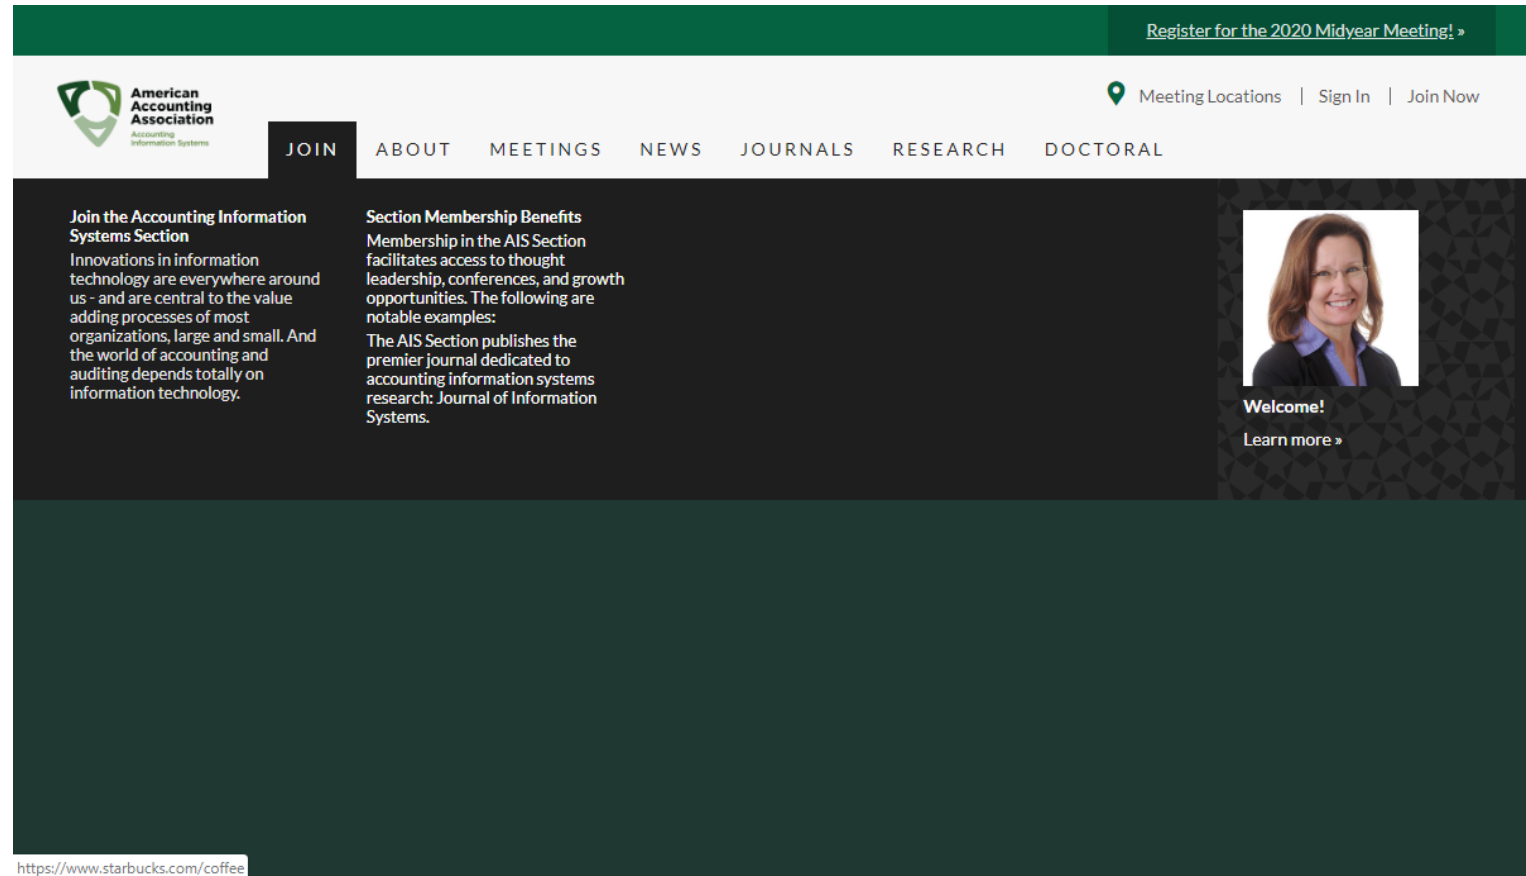 Register for the 2020 Midyear Meeting! »
American
Accounting
Association
Accounting
Information Systems
Meeting Locations | Sign In | Join Now
JOIN ABOUT MEETINGS NEWS JOURNALS RESEARCH DOCTORAL
Join the Accounting Information
Systems Section
Innovations in information
technology are everywhere around
us - and are central to the value
adding processes of most
organizations, large and small. And
the world of accounting and
auditing depends totally on
information technology.
Section Membership Benefits
Membership in the AIS Section
facilitates access to thought
leadership, conferences, and growth
opportunities. The following are
notable examples:
The AIS Section publishes the
premier journal dedicated to
accounting information systems
research: Journal of Information
Systems.
Welcome!
Learn more »
https://www.starbucks.com/coffee